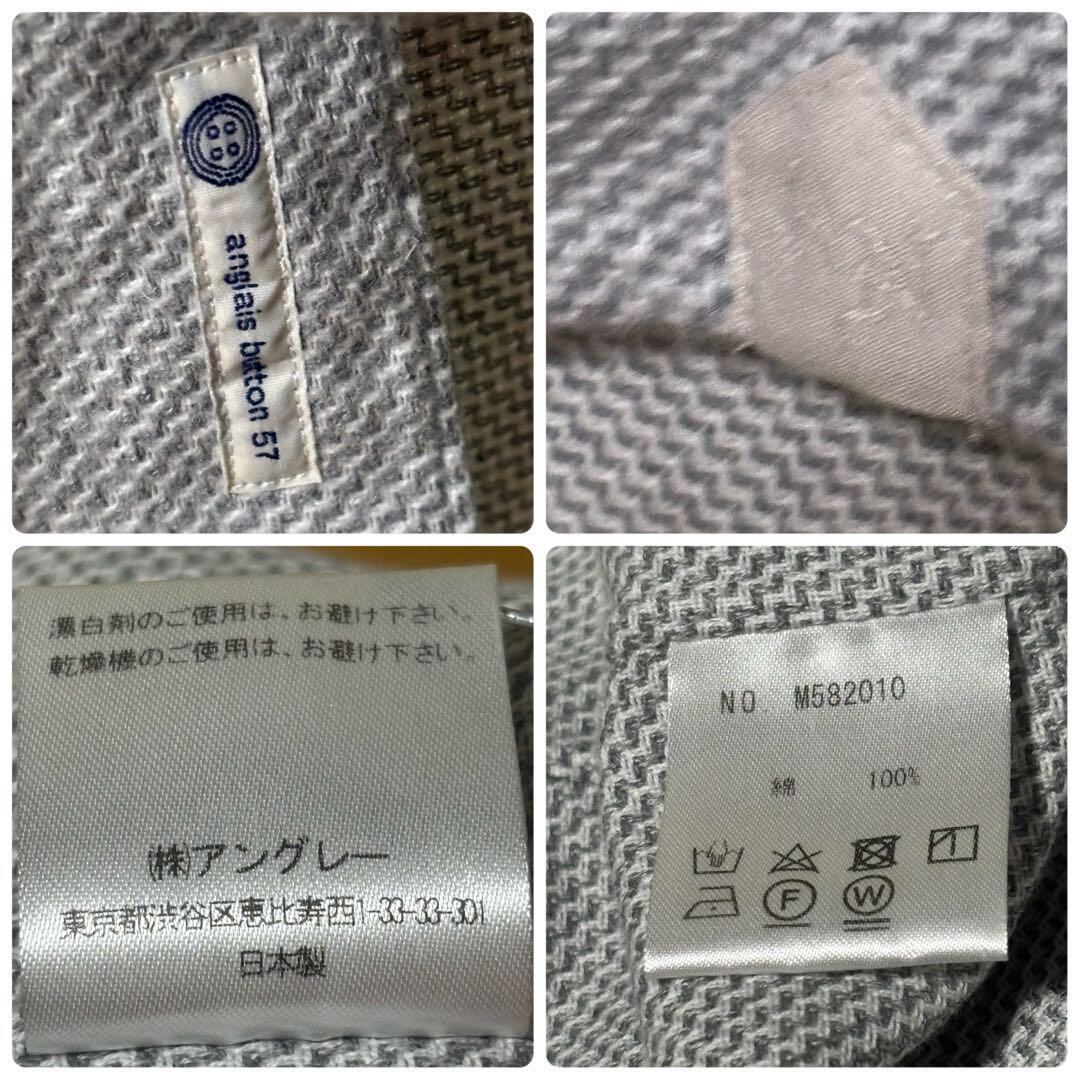 anglais button 57
漂白剤のご使用は、お避け下さい。
乾燥機のご使用は、お避け下さい。
㈱アングレー
東京都渋谷区恵比寿西1-33-33-301
日本製
NO. M582010
綿 100%
F W